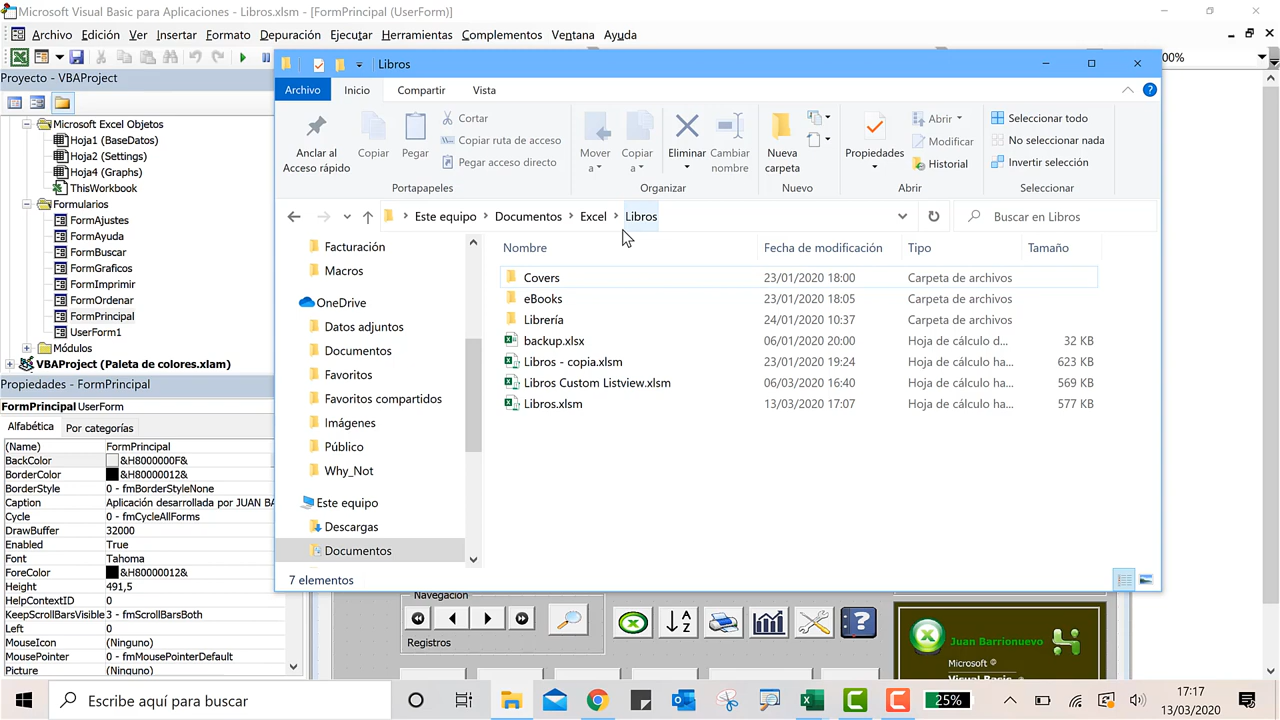 Microsoft Visual Basic para Aplicaciones - Libros.xlsm - [FormPrincipal (UserForm)]
Archivo Edición Ver Insertar Formato Depuración Ejecutar Herramientas Complementos Ventana Ayuda
00%
Proyecto - VBAProject
Microsoft Excel Objetos
Hoja1 (BaseDatos)
Hoja2 (Settings)
Hoja4 (Graphs)
ThisWorkbook
Formularios
FormAjustes
FormAyuda
FormBuscar
FormGraficos
FormImprimir
FormOrdenar
FormPrincipal
UserForm1
Módulos
VBAProject (Paleta de colores.xlam)
Propiedades - FormPrincipal
FormPrincipal UserForm
Alfabética Por categorías
(Name) FormPrincipal
BackColor &H8000000F&
BorderColor &H80000012&
BorderStyle 0 - fmBorderStyleNone
Caption Aplicación desarrollada por JUAN BA
Cycle 0 - fmCycleAllForms
DrawBuffer 32000
Enabled True
Font Tahoma
ForeColor &H80000012&
Height 491,5
HelpContextID 0
KeepScrollBarsVisible 3 - fmScrollBarsBoth
Left 0
MouseIcon (Ninguno)
MousePointer 0 - fmMousePointerDefault
Picture (Ninguno)
Libros
Archivo Inicio Compartir Vista
Anclar al Acceso rápido
Copiar
Pegar
Cortar
Copiar ruta de acceso
Pegar acceso directo
Portapapeles
Mover a
Copiar a
Eliminar
Cambiar nombre
Organizar
Nueva carpeta
Nuevo
Propiedades
Abrir
Modificar
Historial
Abrir
Seleccionar todo
No seleccionar nada
Invertir selección
Seleccionar
Este equipo > Documentos > Excel > Libros
Buscar en Libros
Facturación
Macros
OneDrive
Datos adjuntos
Documentos
Favoritos
Favoritos compartidos
Imágenes
Público
Why_Not
Este equipo
Descargas
Documentos
Nombre Fecha de modificación Tipo Tamaño
Covers 23/01/2020 18:00 Carpeta de archivos
eBooks 23/01/2020 18:05 Carpeta de archivos
Librería 24/01/2020 10:37 Carpeta de archivos
backup.xlsx 06/01/2020 20:00 Hoja de cálculo d... 32 KB
Libros - copia.xlsm 23/01/2020 19:24 Hoja de cálculo ha... 623 KB
Libros Custom Listview.xlsm 06/03/2020 16:40 Hoja de cálculo ha... 569 KB
Libros.xlsm 13/03/2020 17:07 Hoja de cálculo ha... 577 KB
7 elementos
Navegación
Registros
A
Z
Juan Barrionuevo
Microsoft ©
Visual Basic
Escribe aquí para buscar
25%
17:17
13/03/2020